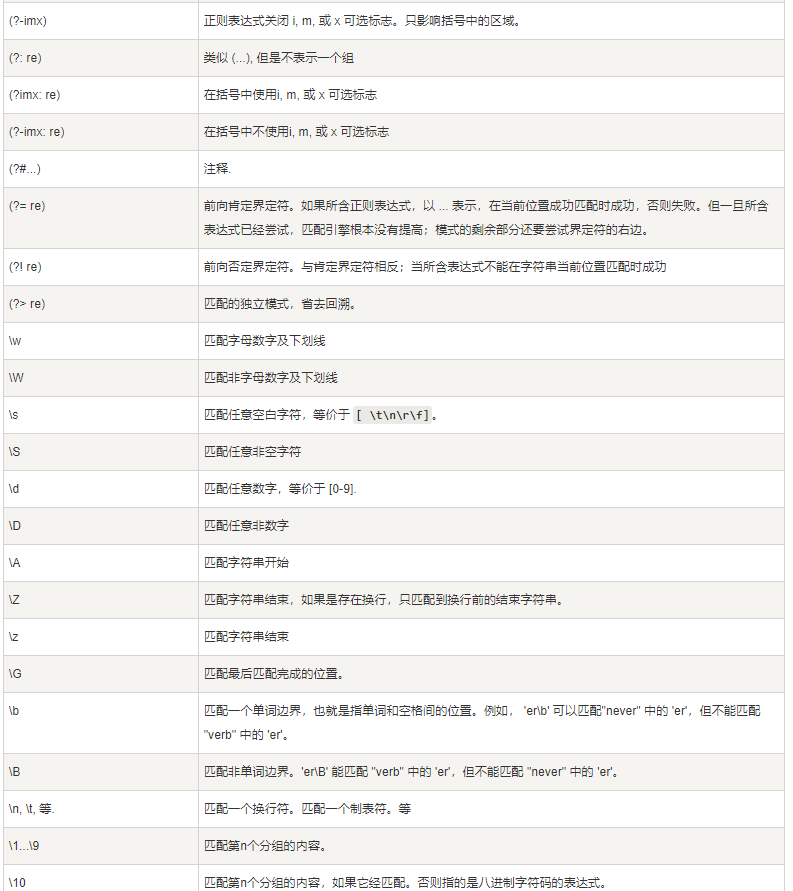 (?-imx) 正则表达式关闭 i, m, 或 x 可选标志。只影响括号中的区域。
(?: re) 类似 (...), 但是不表示一个组
(?imx: re) 在括号中使用i, m, 或 x 可选标志
(?-imx: re) 在括号中不使用i, m, 或 x 可选标志
(?#...) 注释.
(?= re) 前向肯定界定符。如果所含正则表达式，以 ... 表示，在当前位置成功匹配时成功，否则失败。但一旦所含
表达式已经尝试，匹配引擎根本没有提高；模式的剩余部分还要尝试界定符的右边。
(?! re) 前向否定界定符。与肯定界定符相反；当所含表达式不能在字符串当前位置匹配时成功
(?> re) 匹配的独立模式，省去回溯。
\w 匹配字母数字及下划线
\W 匹配非字母数字及下划线
\s 匹配任意空白字符，等价于 [ \t\n\r\f]。
\S 匹配任意非空字符
\d 匹配任意数字，等价于 [0-9].
\D 匹配任意非数字
\A 匹配字符串开始
\Z 匹配字符串结束，如果是存在换行，只匹配到换行前的结束字符串。
\z 匹配字符串结束
\G 匹配最后匹配完成的位置。
\b 匹配一个单词边界，也就是指单词和空格间的位置。例如， 'er\b' 可以匹配"never" 中的 'er'，但不能匹配
"verb" 中的 'er'。
\B 匹配非单词边界。'er\B' 能匹配 "verb" 中的 'er'，但不能匹配 "never" 中的 'er'。
\n, \t, 等. 匹配一个换行符。匹配一个制表符。等
\1...\9 匹配第n个分组的内容。
\10 匹配第n个分组的内容，如果它经匹配。否则指的是八进制字符码的表达式。